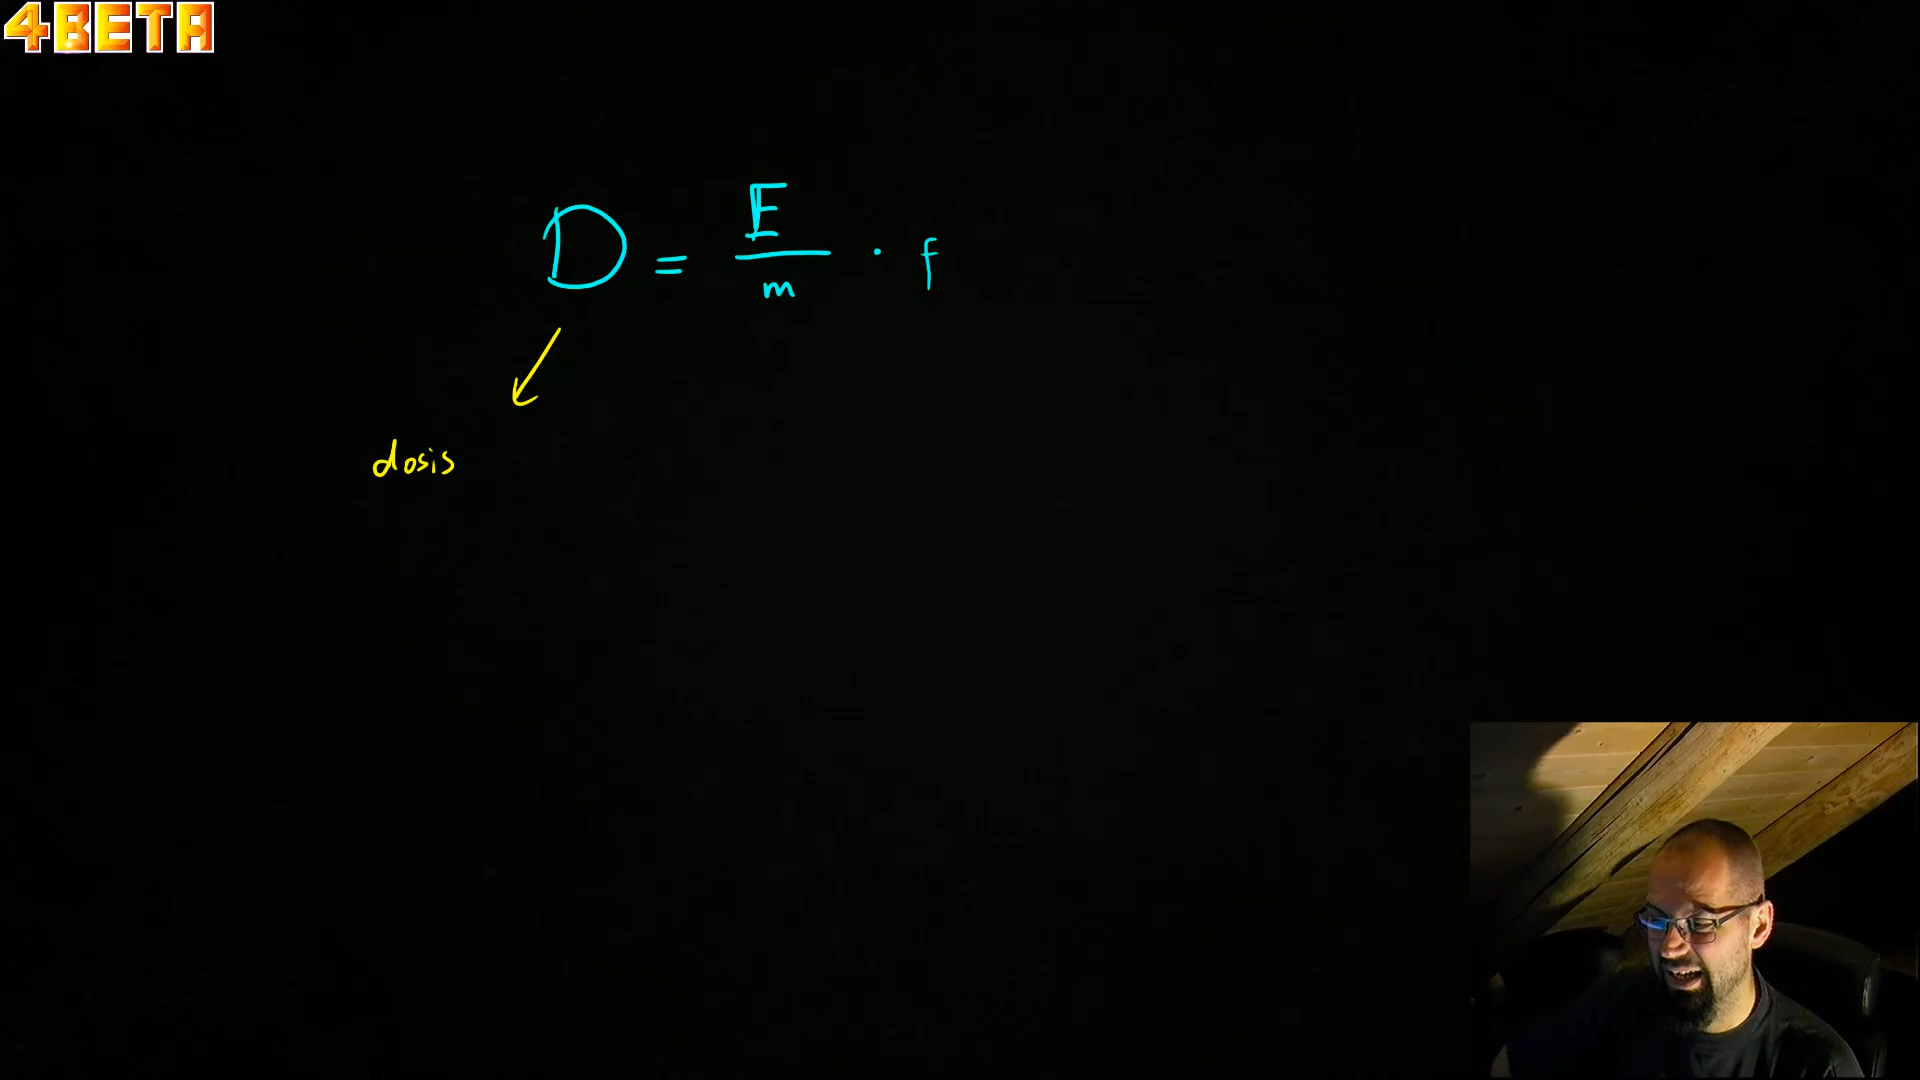 4BETA
D = E/m · f
dosis